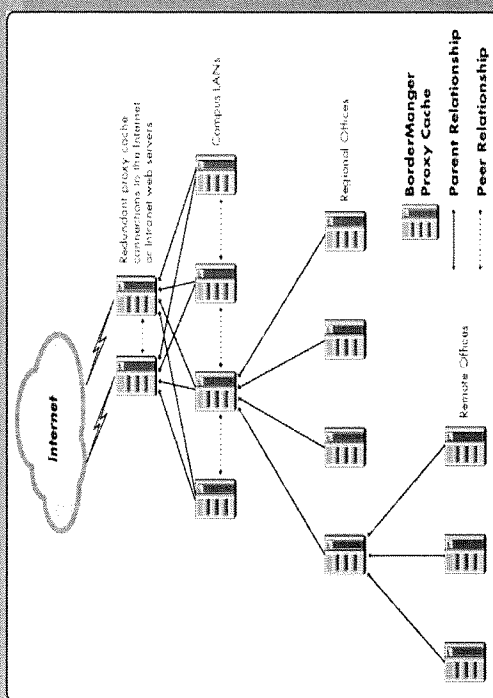 Internet
Redundant proxy cache
connections to the Internet
or Intranet web servers
Campus LANs
Regional Offices
Remote Offices
BorderManger
Proxy Cache
Parent Relationship
Peer Relationship